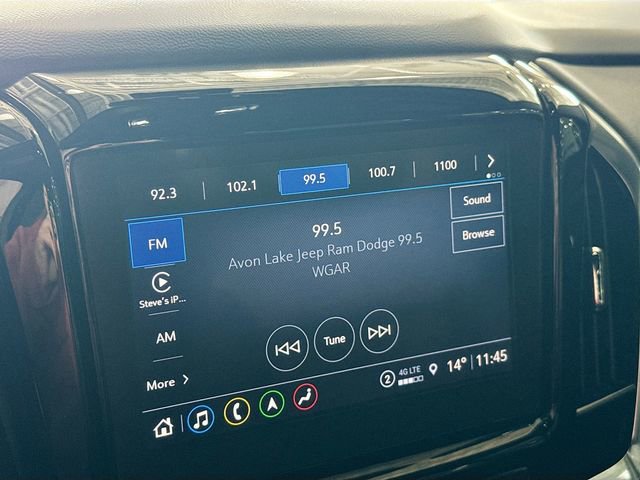 92.3 102.1 99.5 100.7 1100
FM
99.5
Sound
Avon Lake Jeep Ram Dodge 99.5
WGAR
Browse
Steve's iP...
AM
Tune
More
2 4G LTE 14° 11:45